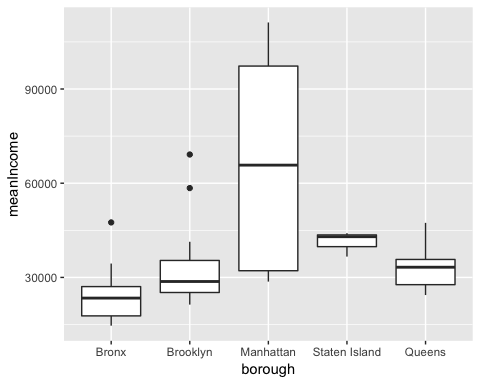 meanIncome
90000
60000
30000
Bronx Brooklyn Manhattan Staten Island Queens
borough